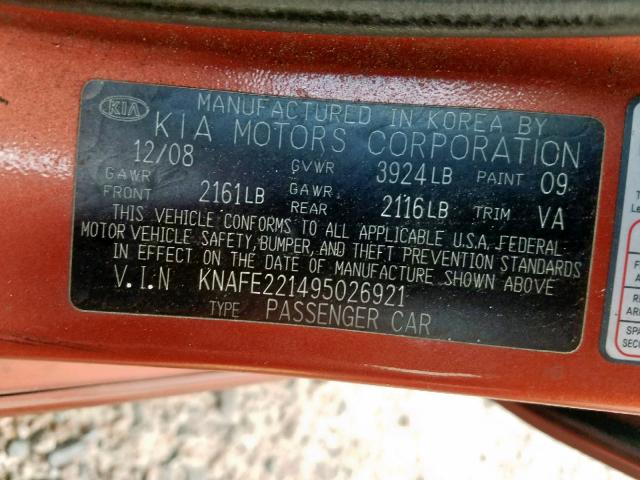 KIA MANUFACTURED IN KOREA BY
KIA MOTORS CORPORATION
12/08 GVWR 3924LB PAINT 09
GAWR FRONT 2161LB GAWR REAR 2116LB TRIM VA
THIS VEHICLE CONFORMS TO ALL APPLICABLE U.S.A. FEDERAL
MOTOR VEHICLE SAFETY, BUMPER, AND THEFT PREVENTION STANDARDS
IN EFFECT ON THE DATE OF MANUFACTURE SHOWN ABOVE
V.I.N KNAFE221495026921
TYPE PASSENGER CAR